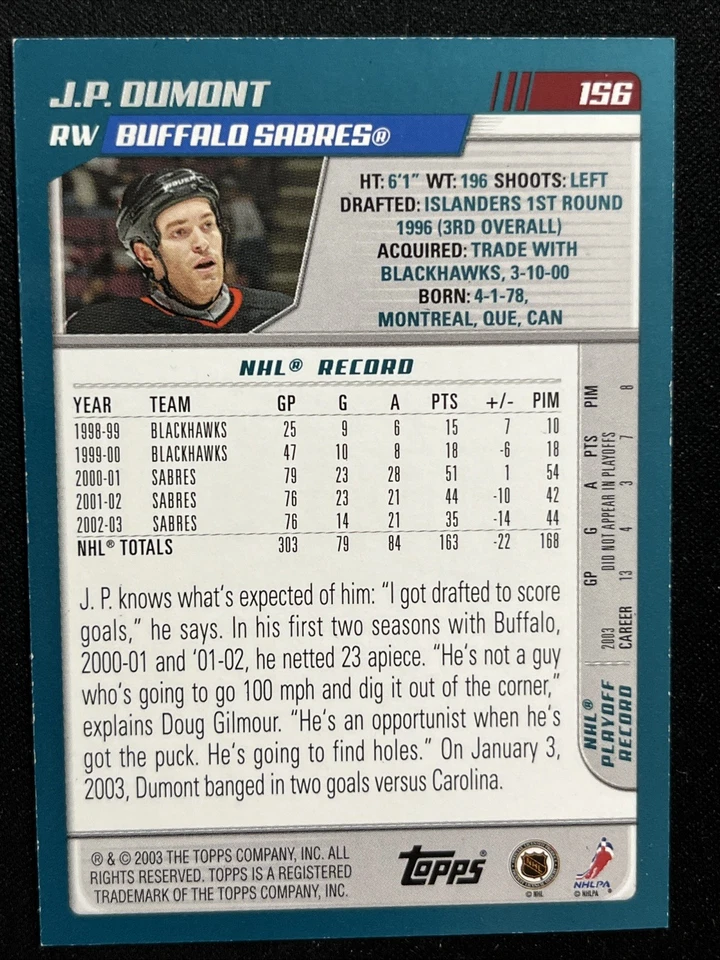 J.P. DUMONT
156
RW BUFFALO SABRES®
HT: 6'1" WT: 196 SHOOTS: LEFT
DRAFTED: ISLANDERS 1ST ROUND
1996 (3RD OVERALL)
ACQUIRED: TRADE WITH
BLACKHAWKS, 3-10-00
BORN: 4-1-78,
MONTREAL, QUE, CAN
NHL® RECORD
YEAR TEAM GP G A PTS +/- PIM
1998-99 BLACKHAWKS 25 9 6 15 7 10
1999-00 BLACKHAWKS 47 10 8 18 -6 18
2000-01 SABRES 79 23 28 51 1 54
2001-02 SABRES 76 23 21 44 -10 42
2002-03 SABRES 76 14 21 35 -14 44
NHL® TOTALS 303 79 84 163 -22 168
NHL®
PLAYOFF
RECORD
GP G A PTS PIM
2003 DID NOT APPEAR IN PLAYOFFS
CAREER 13 4 3 7 8
J. P. knows what's expected of him: "I got drafted to score
goals," he says. In his first two seasons with Buffalo,
2000-01 and '01-02, he netted 23 apiece. "He's not a guy
who's going to go 100 mph and dig it out of the corner,"
explains Doug Gilmour. "He's an opportunist when he's
got the puck. He's going to find holes." On January 3,
2003, Dumont banged in two goals versus Carolina.
® & © 2003 THE TOPPS COMPANY, INC. ALL
RIGHTS RESERVED. TOPPS IS A REGISTERED
TRADEMARK OF THE TOPPS COMPANY, INC.
TOPPS®
NHL
© NHL
NHLPA
© NHLPA ®